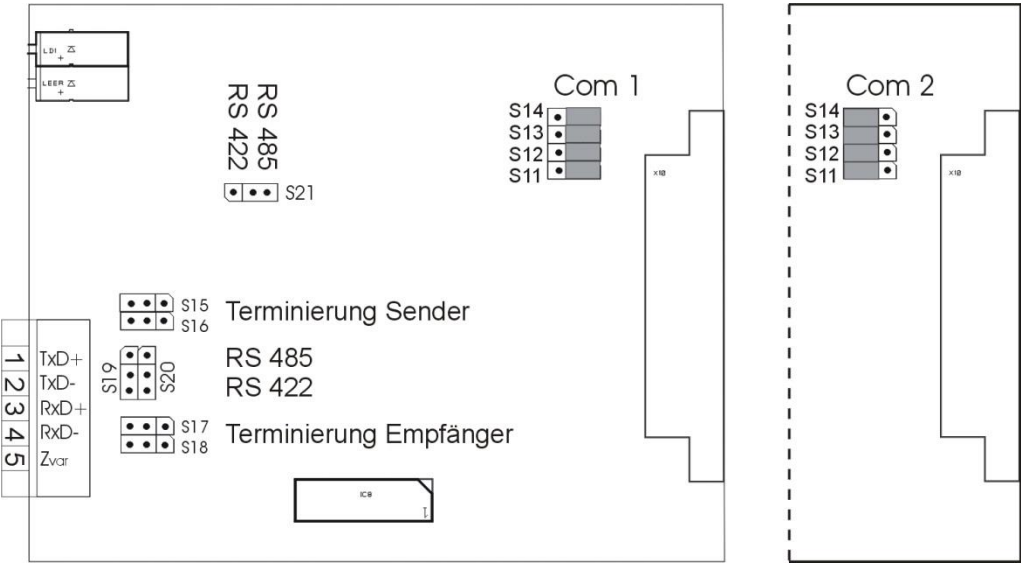 LD1
+
LEER
+
RS 485
RS 422
S21
Com 1
S14
S13
S12
S11
x10
Com 2
S14
S13
S12
S11
x10
S15
S16
Terminierung Sender
S19
S20
RS 485
RS 422
S17
S18
Terminierung Empfänger
1 TxD+
2 TxD-
3 RxD+
4 RxD-
5 Zvar
IC8
1